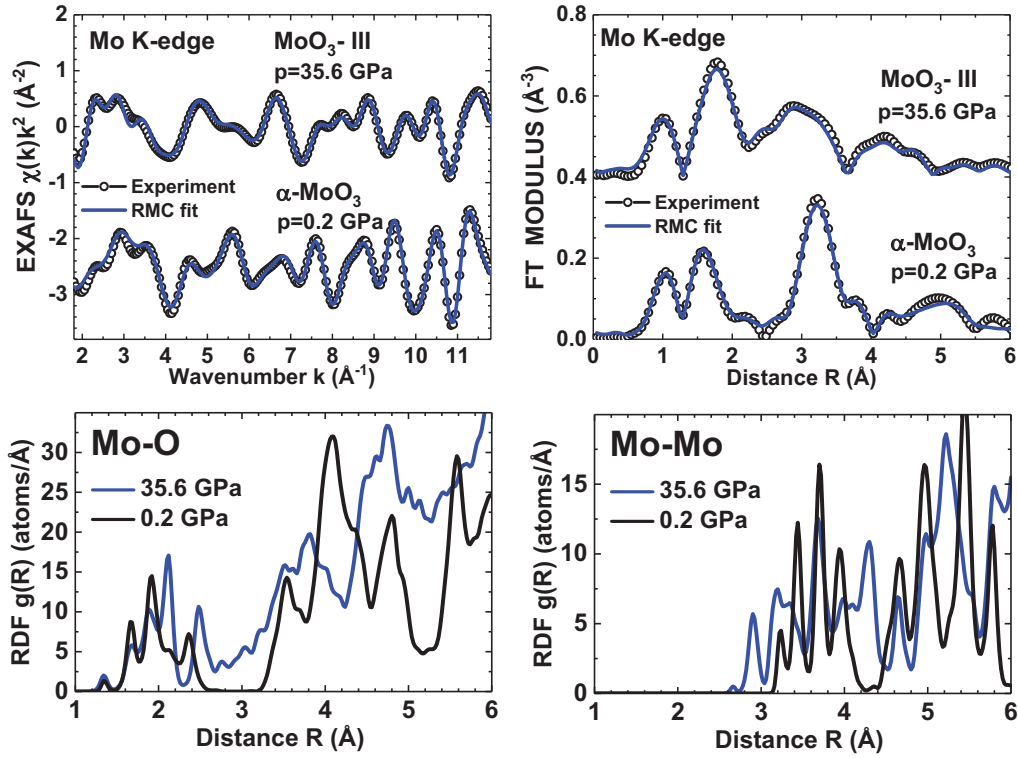 Mo K-edge
MoO3- III
p=35.6 GPa
Experiment
RMC fit
α-MoO3
p=0.2 GPa
EXAFS χ(k)k2 (Å-2)
2
1
0
-1
-2
-3
2 3 4 5 6 7 8 9 10 11
Wavenumber k (Å-1)
Mo K-edge
MoO3- III
p=35.6 GPa
Experiment
RMC fit
α-MoO3
p=0.2 GPa
FT MODULUS (Å-3)
0.8
0.6
0.4
0.2
0.0
0 1 2 3 4 5 6
Distance R (Å)
Mo-O
35.6 GPa
0.2 GPa
RDF g(R) (atoms/Å)
30
25
20
15
10
5
0
1 2 3 4 5 6
Distance R (Å)
Mo-Mo
35.6 GPa
0.2 GPa
RDF g(R) (atoms/Å)
15
10
5
0
1 2 3 4 5 6
Distance R (Å)